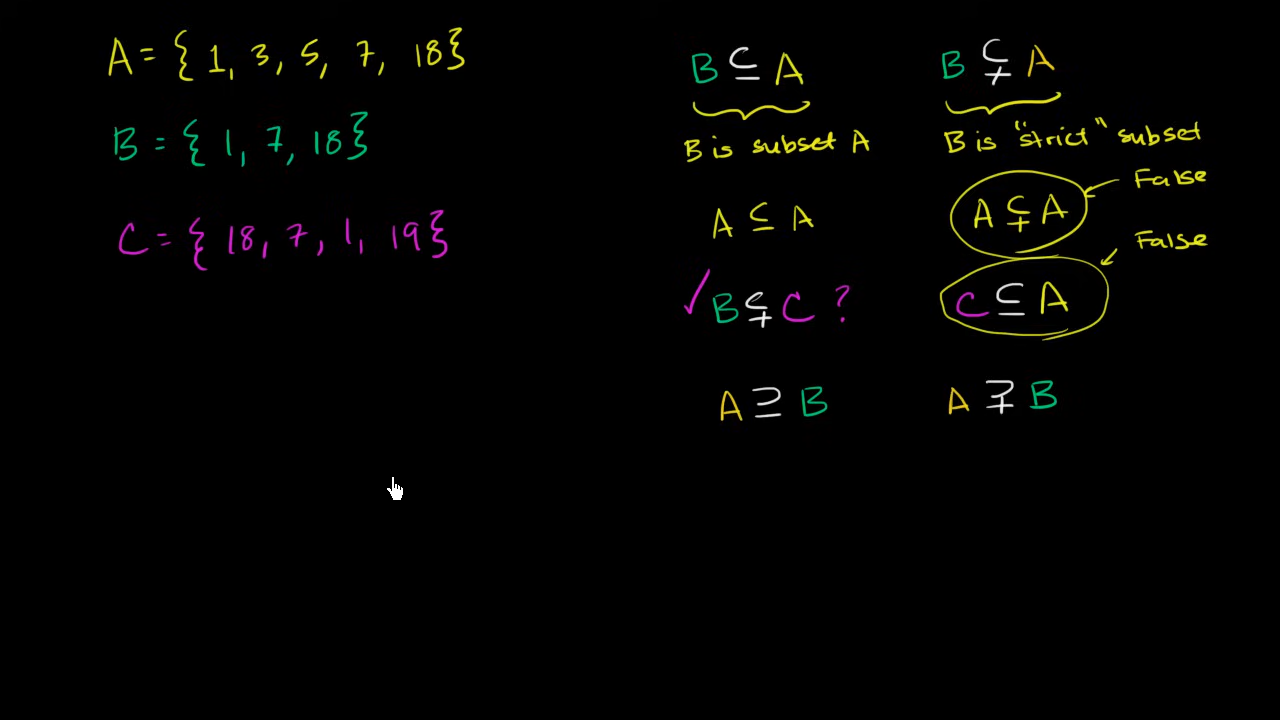 A = { 1, 3, 5, 7, 18}
B = { 1, 7, 18}
C = { 18, 7, 1, 19}
B ⊆ A
B is subset A
A ⊆ A
✓ B ⊊ C ?
A ⊇ B
B ⊊ A
B is "strict" subset
False
A ⊊ A
False
C ⊆ A
A ⊋ B